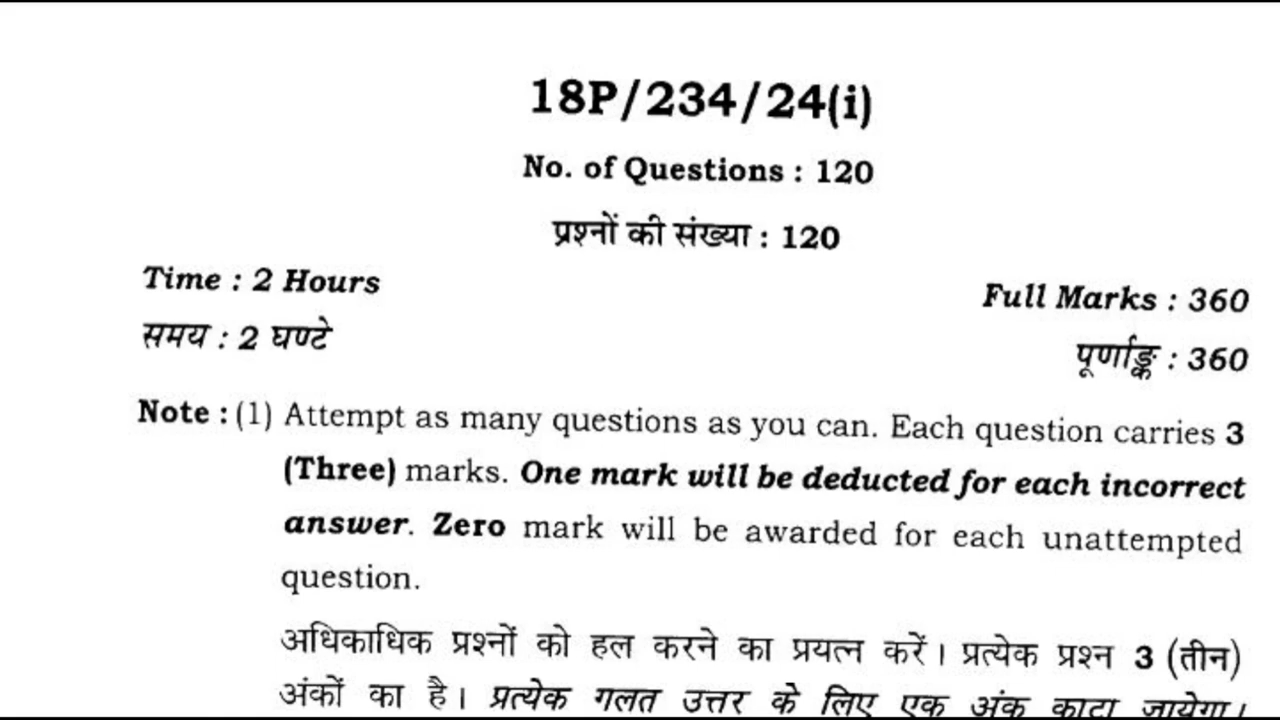 18P/234/24(i)
No. of Questions : 120
प्रश्नों की संख्या : 120
Time : 2 Hours
Full Marks : 360
समय : 2 घण्टे
पूर्णाङ्क : 360
Note : (1) Attempt as many questions as you can. Each question carries 3
(Three) marks. One mark will be deducted for each incorrect
answer. Zero mark will be awarded for each unattempted
question.
अधिकाधिक प्रश्नों को हल करने का प्रयत्न करें। प्रत्येक प्रश्न 3 (तीन)
अंकों का है। प्रत्येक गलत उत्तर के लिए एक अंक काटा जायेगा।